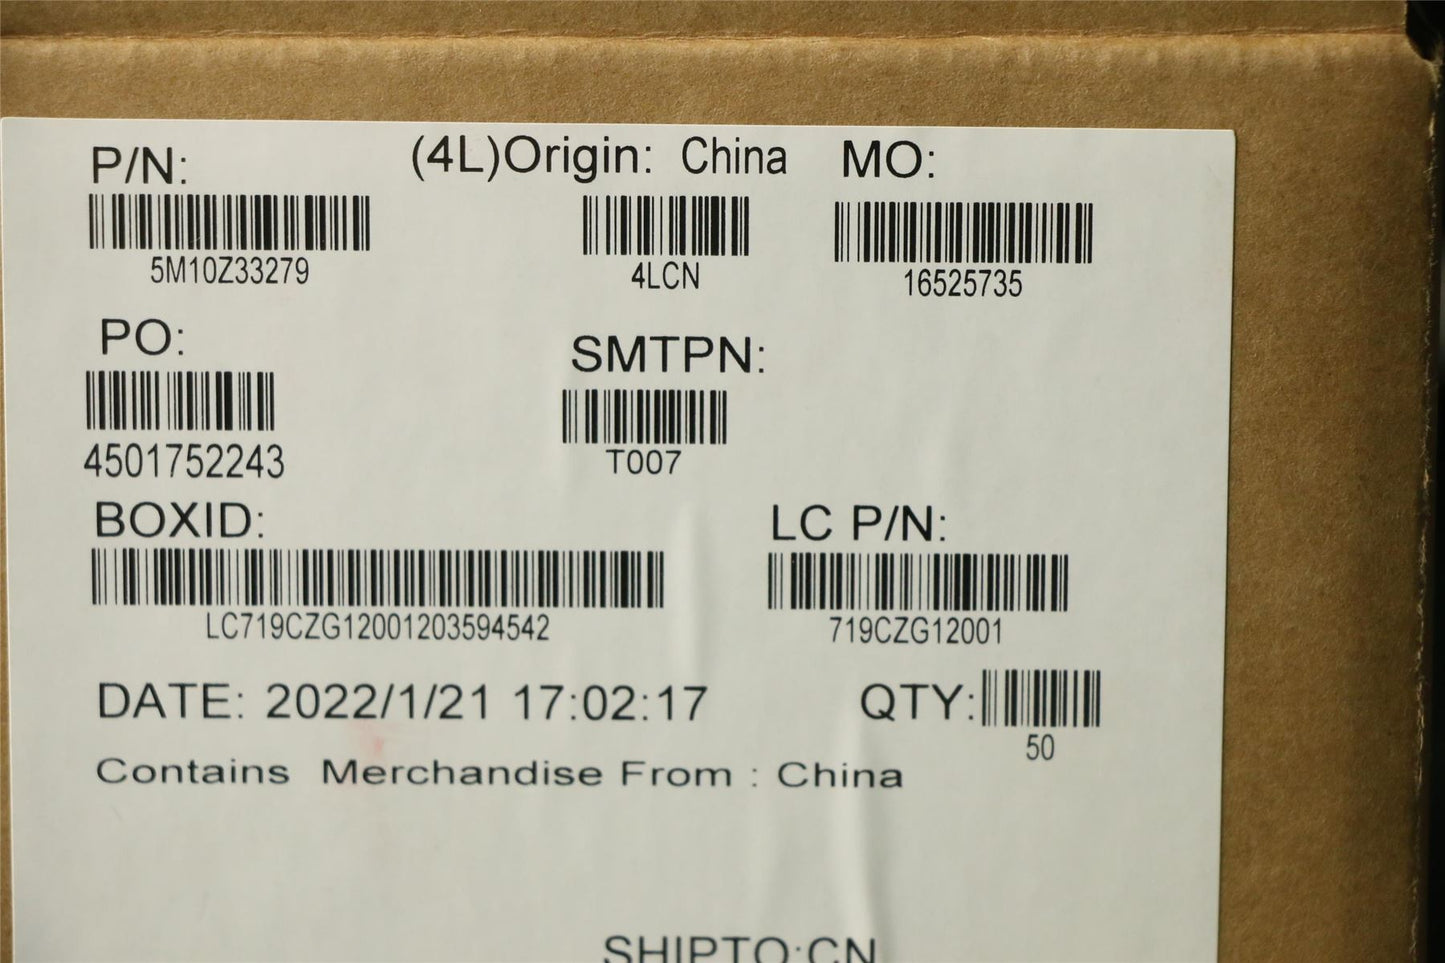 P/N: (4L)Origin: China MO:
5M10Z33279 4LCN 16525735
PO: SMTPN:
4501752243 T007
BOXID: LC P/N:
LC719CZG12001203594542 719CZG12001
DATE: 2022/1/21 17:02:17 QTY:
50
Contains Merchandise From : China
SHIPTO:CN